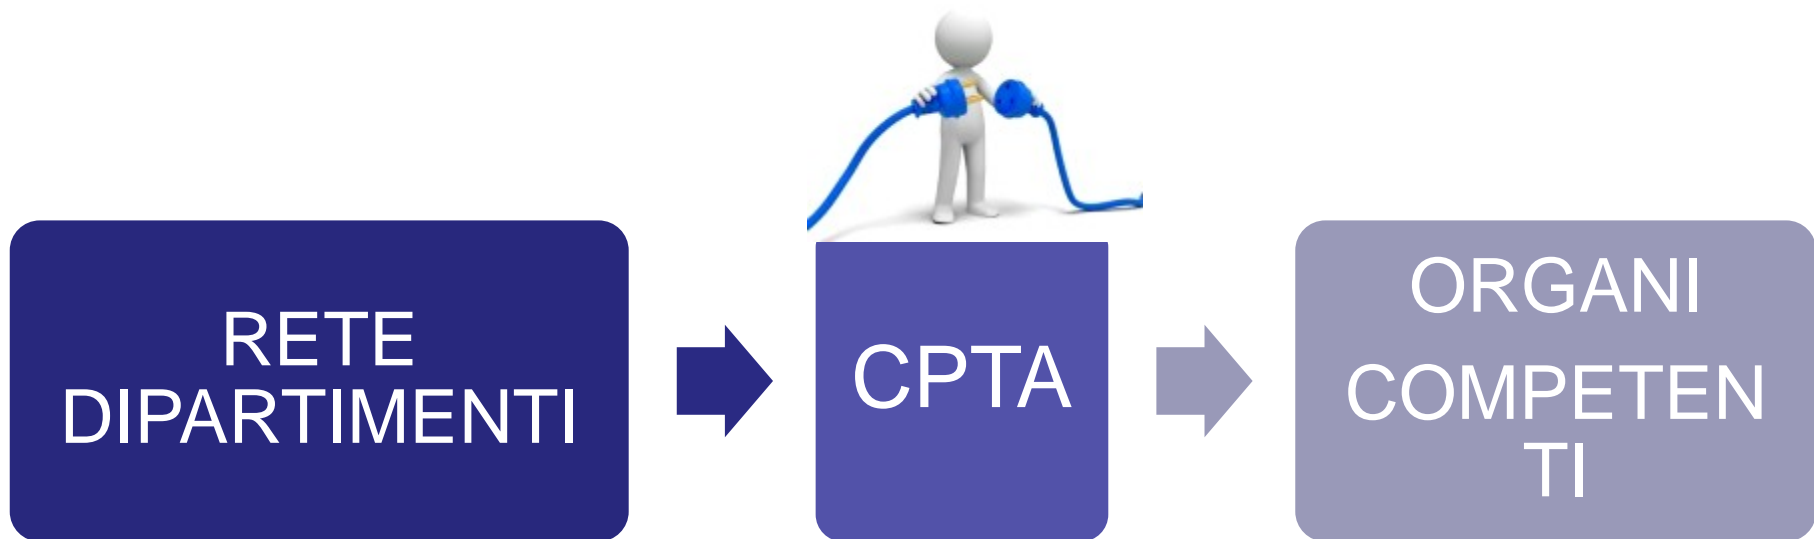 RETE
DIPARTIMENTI
CPTA
ORGANI
COMPETEN
TI